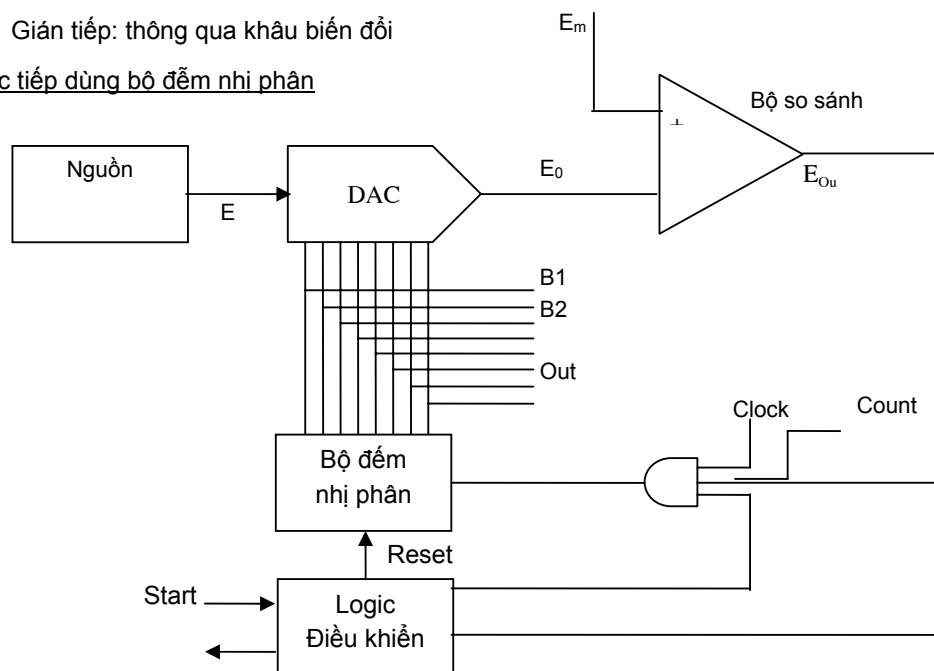 Gián tiếp: thông qua khâu biến đổi
c tiếp dùng bộ đếm nhị phân
Em
Bộ so sánh
Nguồn
DAC
E0
EOu
E
B1
B2
Out
Clock
Count
Bộ đếm
nhị phân
Reset
Start
Logic
Điều khiển